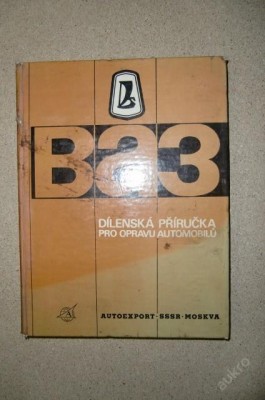 ВАЗ
DÍLENSKÁ PŘÍRUČKA
PRO OPRAVU AUTOMOBILŮ
AUTOEXPORT·SSSR·MOSKVA
aukro